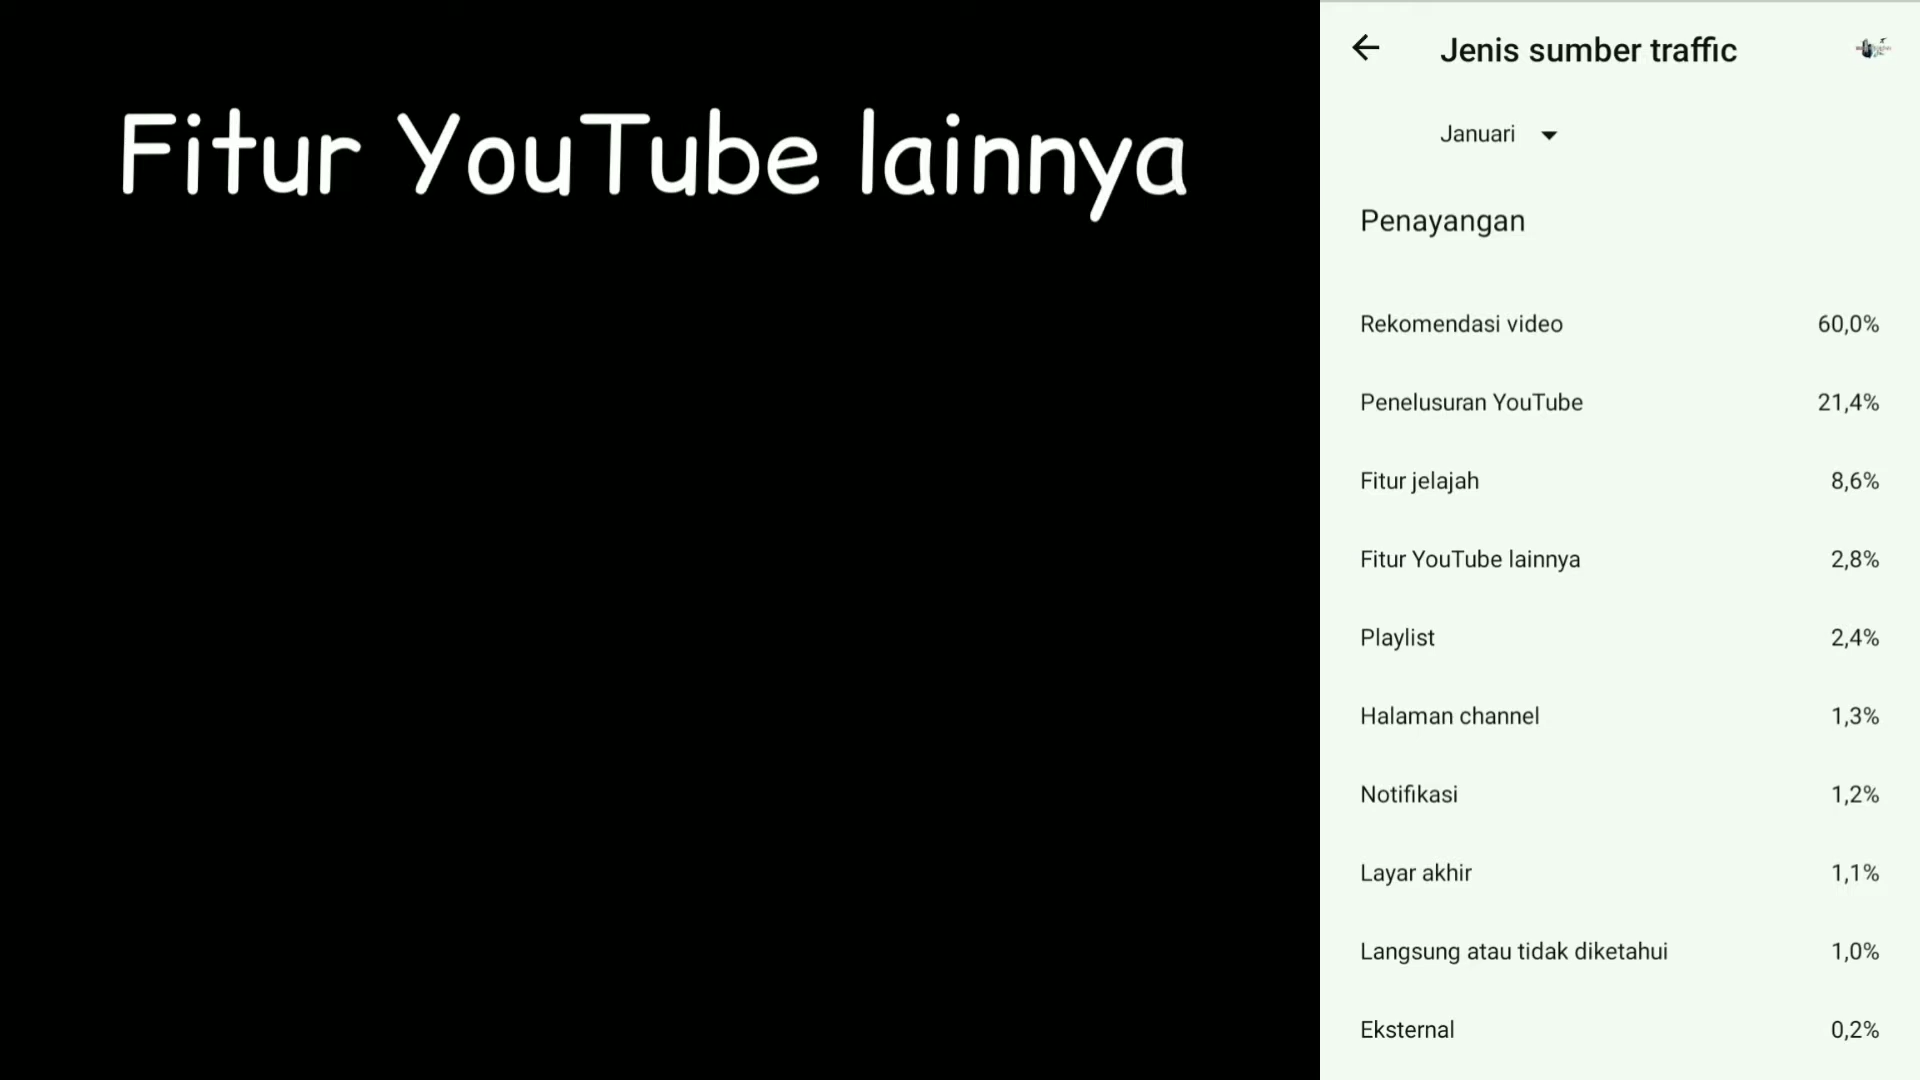 Fitur YouTube lainnya
Jenis sumber traffic
Januari
Penayangan
Rekomendasi video 60,0%
Penelusuran YouTube 21,4%
Fitur jelajah 8,6%
Fitur YouTube lainnya 2,8%
Playlist 2,4%
Halaman channel 1,3%
Notifikasi 1,2%
Layar akhir 1,1%
Langsung atau tidak diketahui 1,0%
Eksternal 0,2%